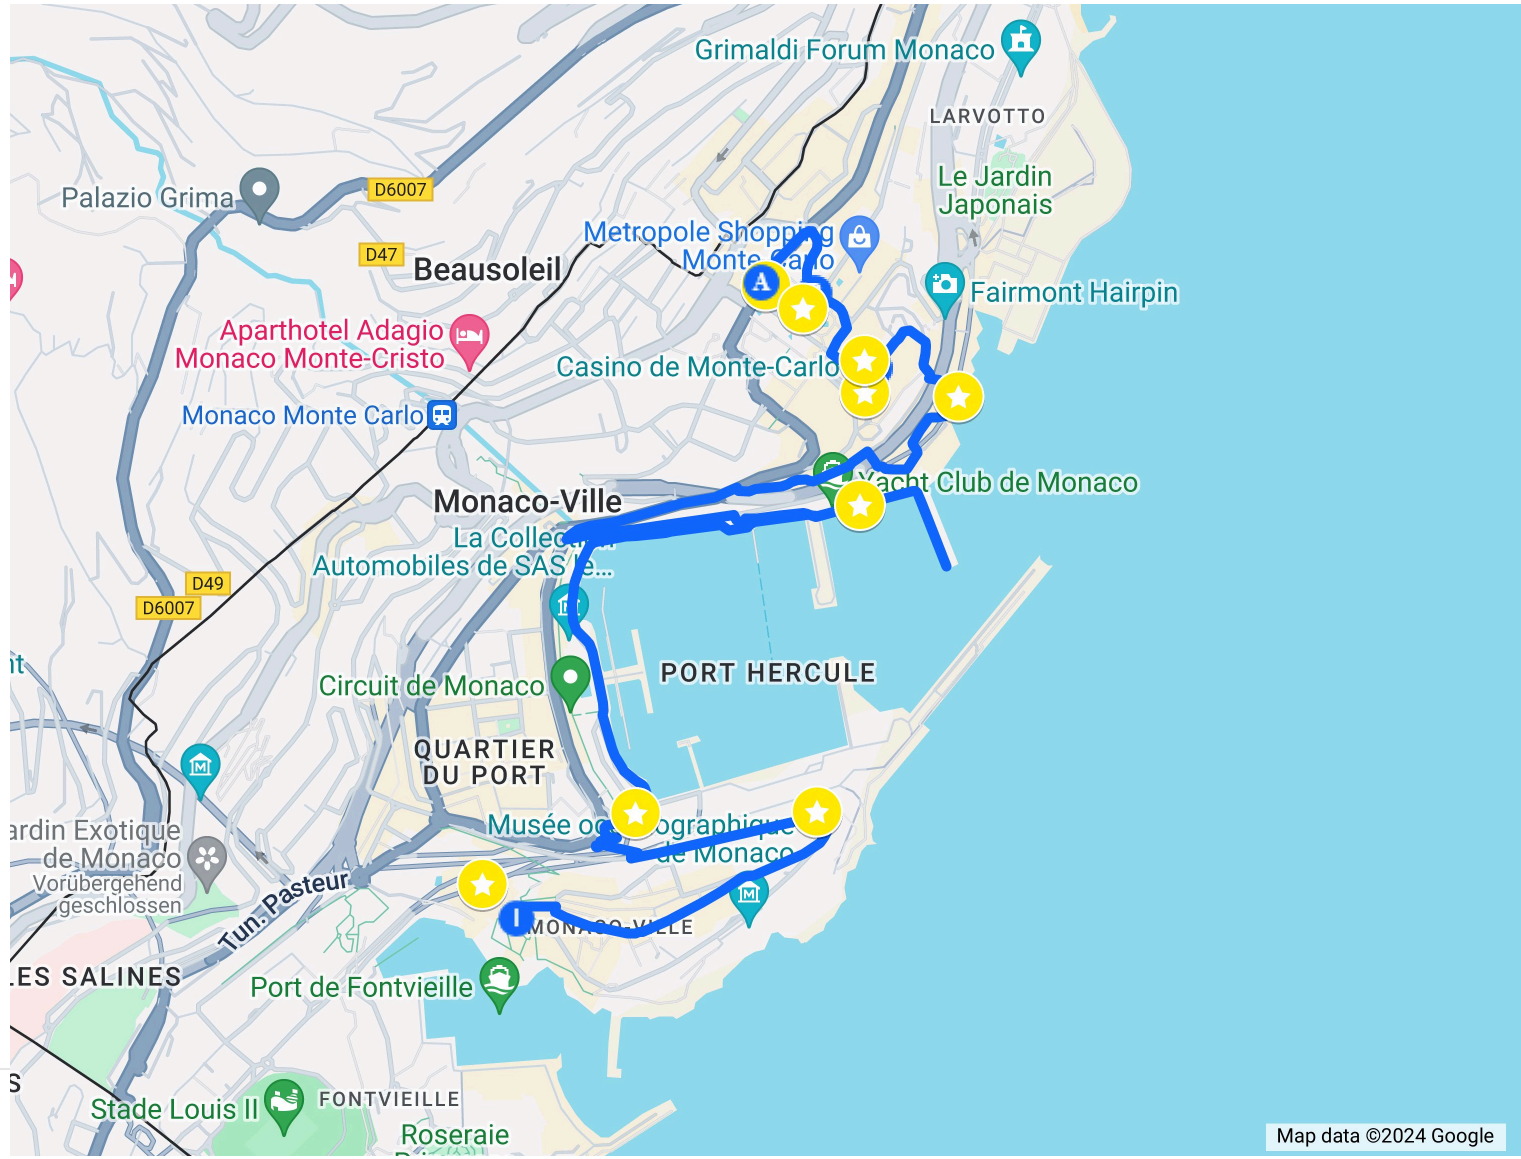 Grimaldi Forum Monaco
LARVOTTO
Le Jardin
Japonais
Palazio Grima
D6007
D47
Metropole Shopping
Monte
Beausoleil
A
Fairmont Hairpin
Aparthotel Adagio
Monaco Monte-Cristo
Casino de Monte-Carlo
Monaco Monte Carlo
Yacht Club de Monaco
Monaco-Ville
La
Automobiles de SAS le...
D49
D6007
nt
M
PORT HERCULE
Circuit de Monaco
QUARTIER
DU PORT
M
Musée
de Monaco
ardin Exotique
de Monaco
Vorübergehend
geschlossen
Tun. Pasteur
M
I
MONACO-VILLE
LES SALINES
Port de Fontvieille
S
Stade Louis II
FONTVIEILLE
Roseraie
Map data ©2024 Google